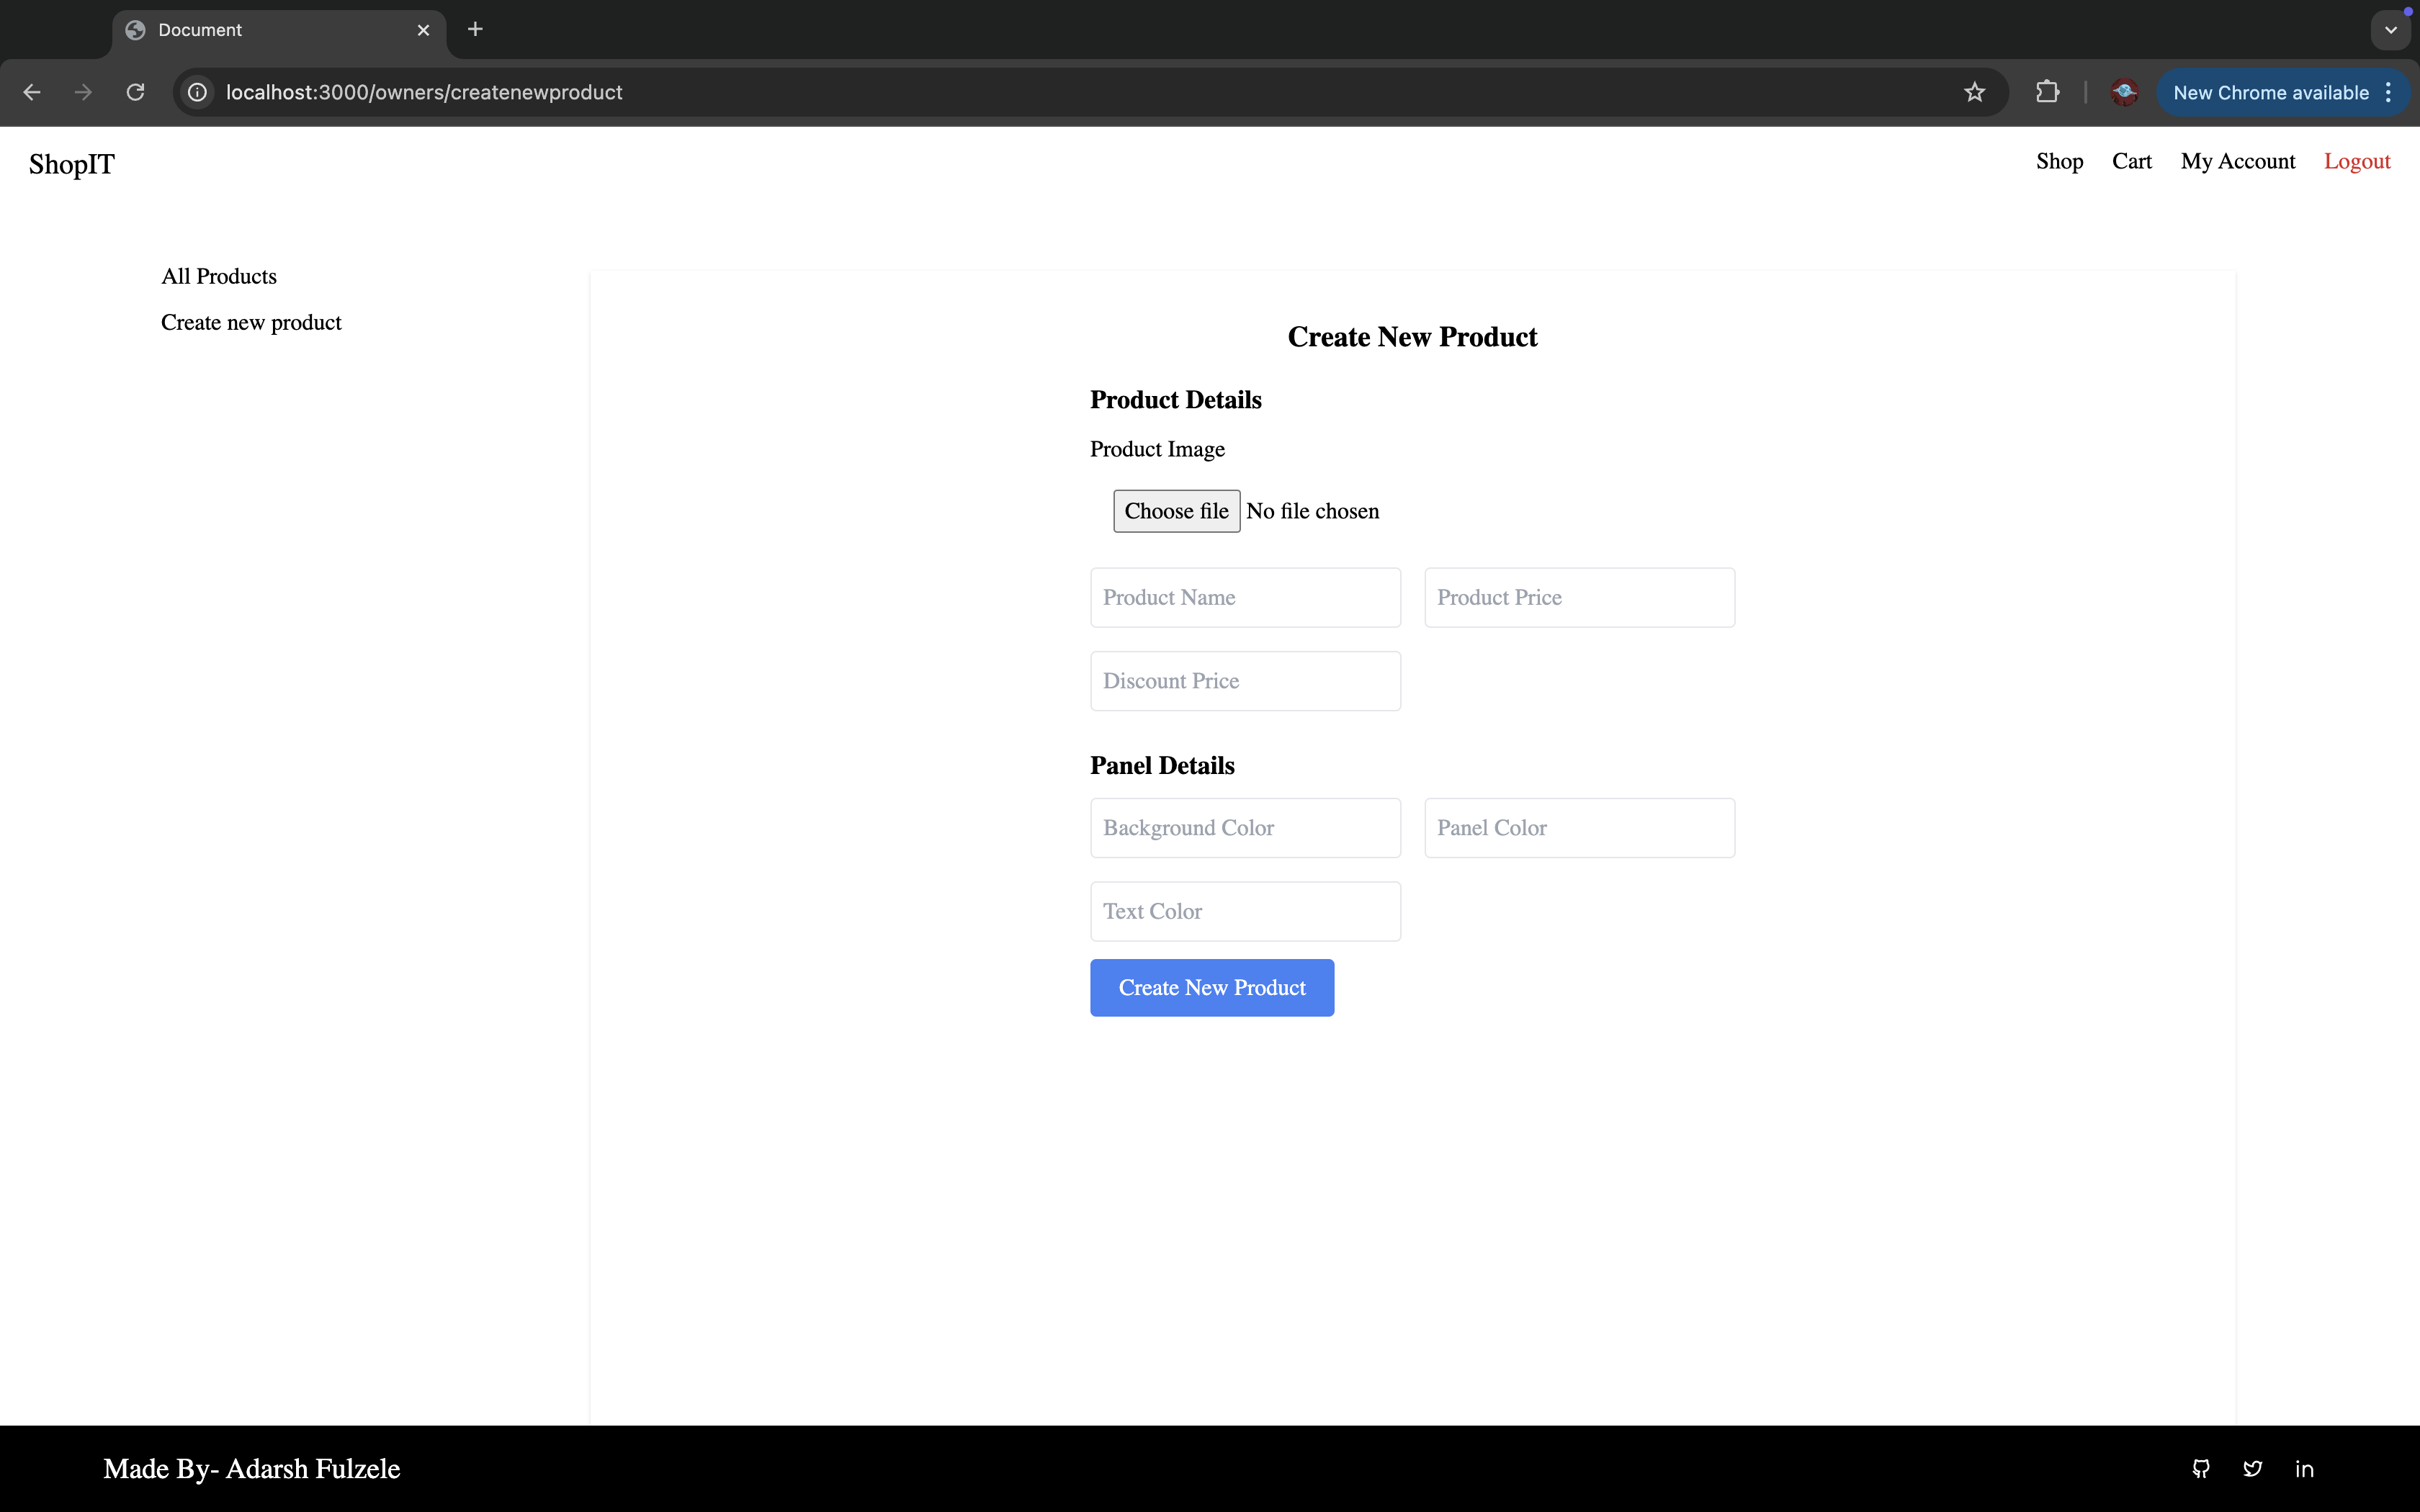 Document
localhost:3000/owners/createnewproduct
New Chrome available
ShopIT
Shop Cart My Account Logout
All Products
Create new product
Create New Product
Product Details
Product Image
Choose file No file chosen
Product Name Product Price
Discount Price
Panel Details
Background Color Panel Color
Text Color
Create New Product
Made By- Adarsh Fulzele
in